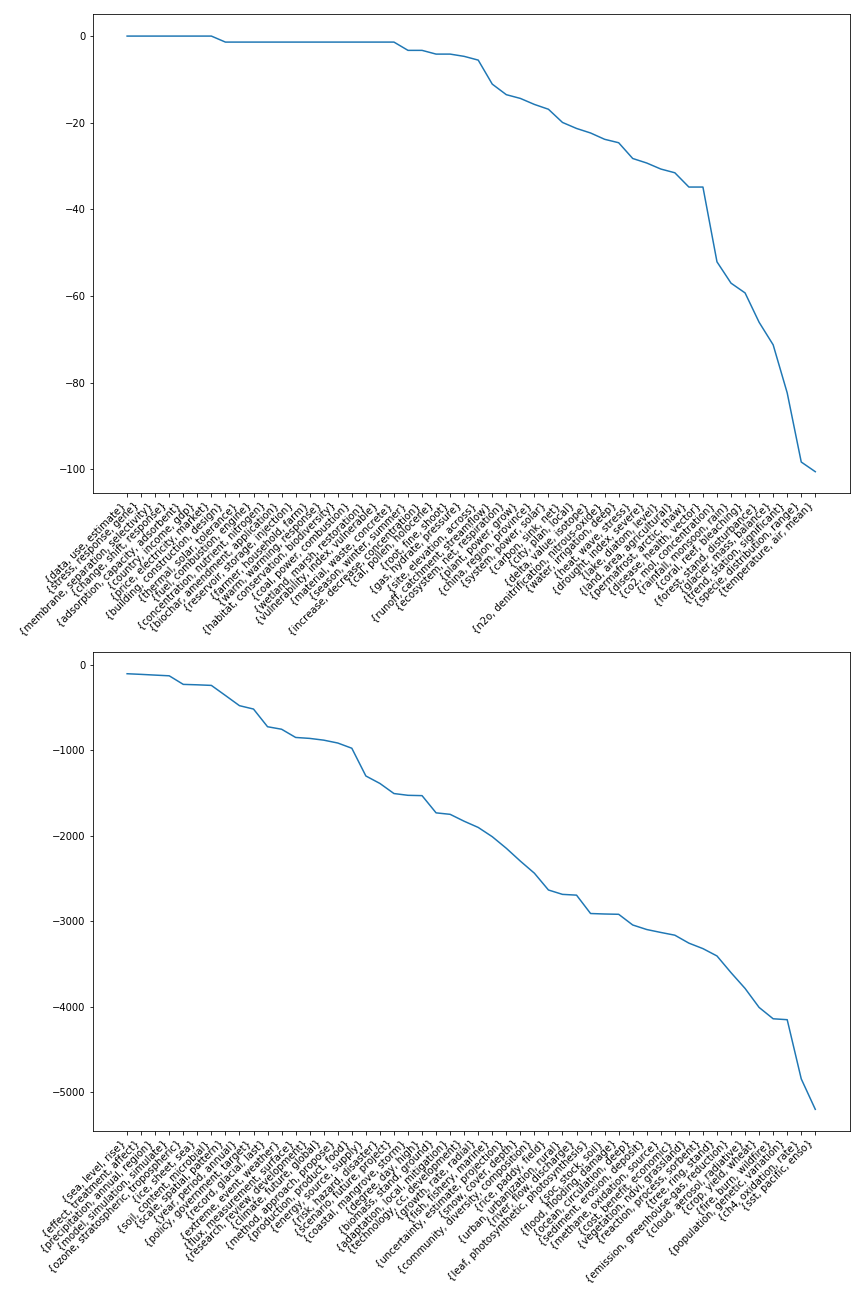 0
−20
−40
−60
−80
−100
{data, use, estimate}
{stress, response, gene}
{membrane, separation, selectivity}
{change, shift, response}
{adsorption, capacity, adsorbent}
{country, income, gdp}
{price, electricity, market}
{building, construction, design}
{thermal, solar, tolerance}
{fuel, combustion, engine}
{concentration, nutrient, nitrogen}
{biochar, amendment, application}
{reservoir, storage, injection}
{farmer, household, farm}
{warm, warming, response}
{habitat, conservation, biodiversity}
{coal, power, combustion}
{wetland, marsh, restoration}
{vulnerability, index, vulnerable}
{material, waste, concrete}
{season, winter, summer}
{increase, decrease, concentration}
{cal, pollen, holocene}
{root, fine, shoot}
{gas, hydrate, pressure}
{site, elevation, across}
{runoff, catchment, streamflow}
{ecosystem, net, respiration}
{plant, power, grow}
{china, region, province}
{system, power, solar}
{carbon, sink, net}
{city, plan, local}
{delta, value, isotope}
{n2o, denitrification, nitrous-oxide}
{water, irrigation, deep}
{heat, wave, stress}
{drought, index, severe}
{lake, diatom, level}
{land, area, agricultural}
{permafrost, arctic, thaw}
{disease, health, vector}
{co2, mol, concentration}
{rainfall, monsoon, rain}
{coral, reef, bleaching}
{forest, stand, disturbance}
{glacier, mass, balance}
{trend, station, significant}
{specie, distribution, range}
{temperature, air, mean}
0
−1000
−2000
−3000
−4000
−5000
{sea, level, rise}
{effect, treatment, affect}
{precipitation, annual, region}
{model, simulation, simulate}
{ozone, stratospheric, tropospheric}
{ice, sheet, sea}
{soil, content, microbial}
{scale, spatial, pattern}
{year, period, annual}
{policy, government, target}
{record, glacial, last}
{extreme, event, weather}
{flux, measurement, surface}
{research, review, development}
{climate, future, global}
{method, approach, propose}
{production, product, food}
{energy, source, supply}
{risk, hazard, disaster}
{scenario, future, project}
{coastal, mangrove, storm}
{degree, day, high}
{biomass, stand, ground}
{adaptation, local, mitigation}
{technology, cc, development}
{growth, rate, radial}
{fish, fishery, marine}
{uncertainty, estimate, projection}
{snow, cover, depth}
{community, diversity, composition}
{rice, paddy, yield}
{urban, urbanization, rural}
{river, flow, discharge}
{leaf, photosynthetic, photosynthesis}
{flood, flooding, damage}
{soc, stock, soil}
{ocean, circulation, deep}
{sediment, erosion, deposit}
{methane, oxidation, source}
{cost, benefit, economic}
{vegetation, ndvi, grassland}
{reaction, process, sorbent}
{tree, ring, stand}
{emission, greenhouse-gas, reduction}
{cloud, aerosol, radiative}
{crop, yield, wheat}
{fire, burn, wildfire}
{population, genetic, variation}
{ch4, oxidation, rate}
{sst, pacific, enso}